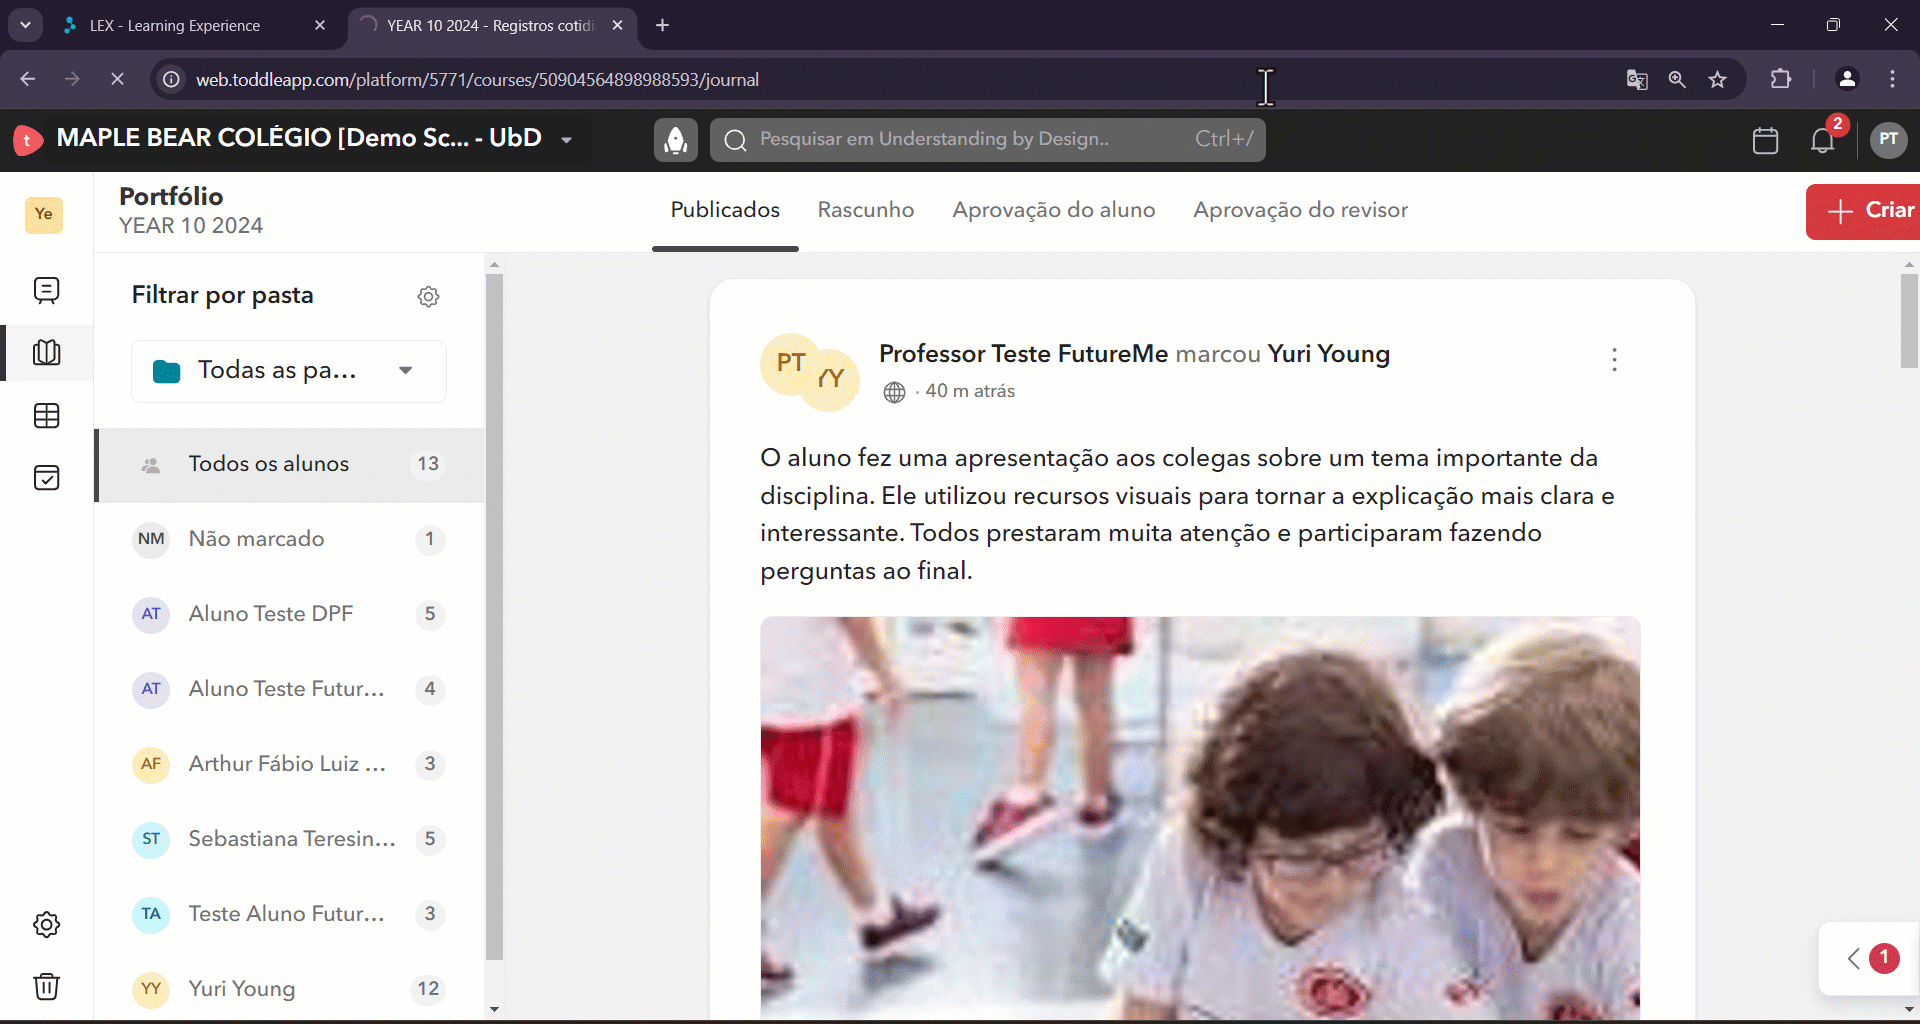 LEX - Learning Experience
YEAR 10 2024 - Registros cotidi
web.toddleapp.com/platform/5771/courses/50904564898988593/journal
t
MAPLE BEAR COLÉGIO [Demo Sc... - UbD
Pesquisar em Understanding by Design..
Ctrl+/
2
PT
Ye
Portfólio
YEAR 10 2024
Publicados
Rascunho
Aprovação do aluno
Aprovação do revisor
Criar
Filtrar por pasta
Todas as pa...
Todos os alunos 13
NM Não marcado 1
AT Aluno Teste DPF 5
AT Aluno Teste Futur... 4
AF Arthur Fábio Luiz ... 3
ST Sebastiana Teresin... 5
TA Teste Aluno Futur... 3
YY Yuri Young 12
PT
YY
Professor Teste FutureMe marcou Yuri Young
· 40 m atrás
O aluno fez uma apresentação aos colegas sobre um tema importante da
disciplina. Ele utilizou recursos visuais para tornar a explicação mais clara e
interessante. Todos prestaram muita atenção e participaram fazendo
perguntas ao final.
1